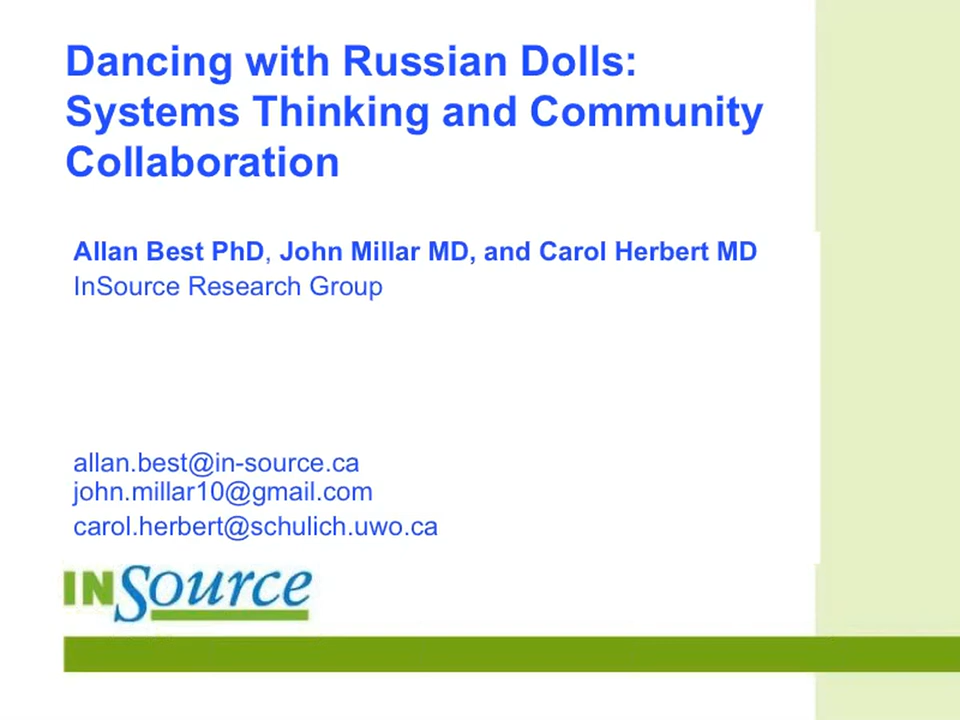 Dancing with Russian Dolls:
Systems Thinking and Community
Collaboration
Allan Best PhD, John Millar MD, and Carol Herbert MD
InSource Research Group
allan.best@in-source.ca
john.millar10@gmail.com
carol.herbert@schulich.uwo.ca
INSource